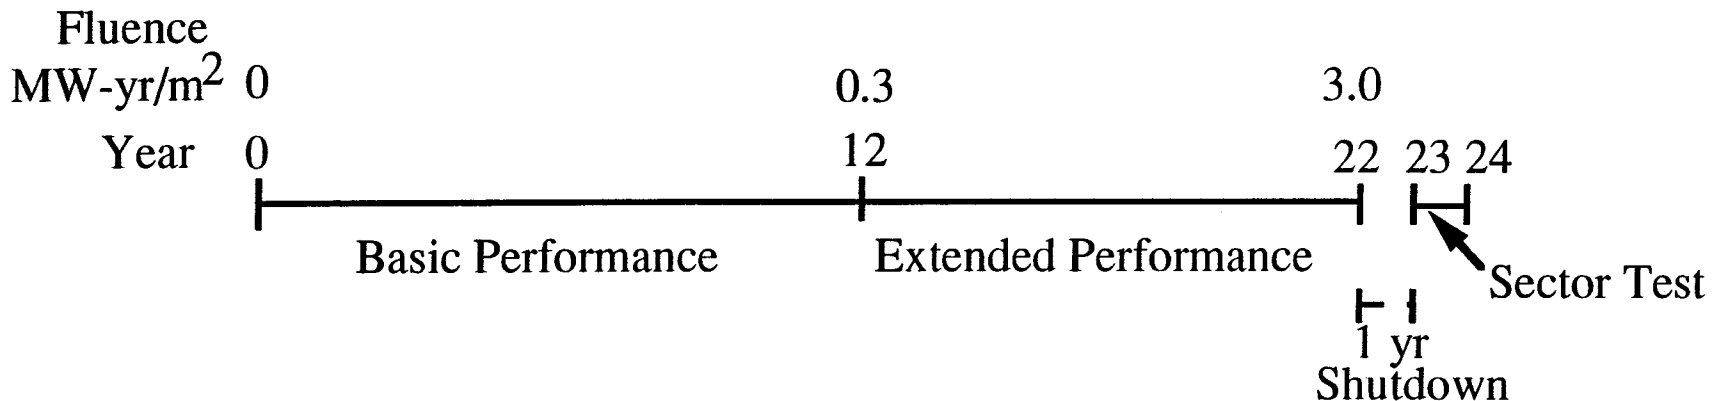 Fluence
MW-yr/m² 0 0.3 3.0
Year 0 12 22 23 24
Basic Performance Extended Performance
Sector Test
1 yr
Shutdown